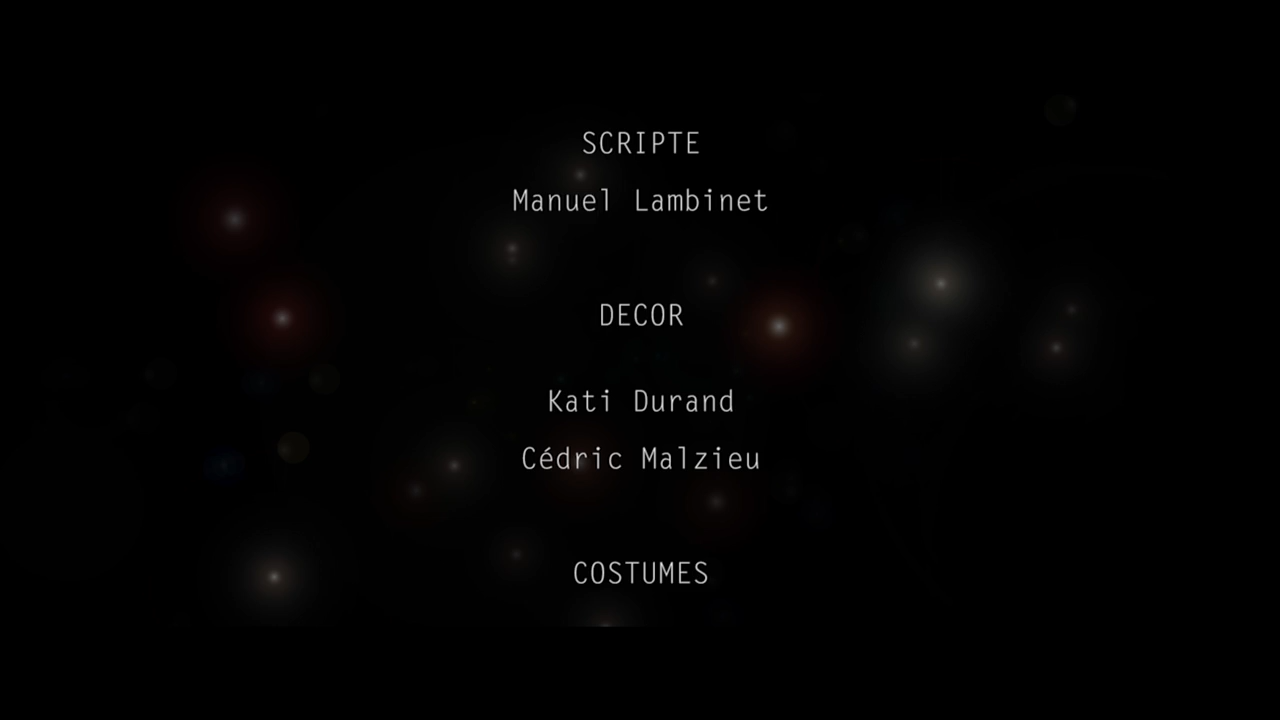 SCRIPTE
Manuel Lambinet
DECOR
Kati Durand
Cédric Malzieu
COSTUMES